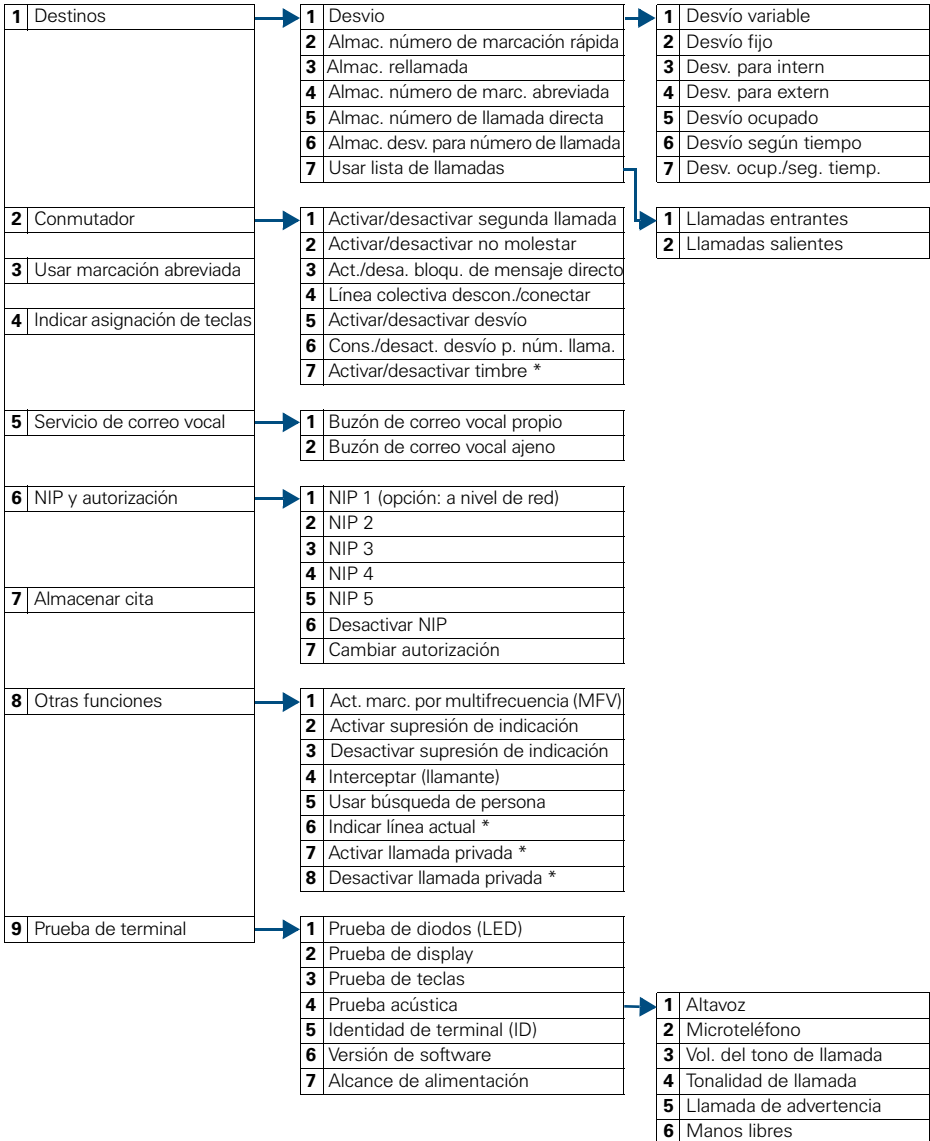 1 Destinos
1 Desvio
2 Almac. número de marcación rápida
3 Almac. rellamada
4 Almac. número de marc. abreviada
5 Almac. número de llamada directa
6 Almac. desv. para número de llamada
7 Usar lista de llamadas
1 Desvío variable
2 Desvío fijo
3 Desv. para intern
4 Desv. para extern
5 Desvío ocupado
6 Desvío según tiempo
7 Desv. ocup./seg. tiemp.
1 Llamadas entrantes
2 Llamadas salientes
2 Conmutador
3 Usar marcación abreviada
4 Indicar asignación de teclas
1 Activar/desactivar segunda llamada
2 Activar/desactivar no molestar
3 Act./desa. bloqu. de mensaje directo
4 Línea colectiva descon./conectar
5 Activar/desactivar desvío
6 Cons./desact. desvío p. núm. llama.
7 Activar/desactivar timbre *
5 Servicio de correo vocal
1 Buzón de correo vocal propio
2 Buzón de correo vocal ajeno
6 NIP y autorización
7 Almacenar cita
1 NIP 1 (opción: a nivel de red)
2 NIP 2
3 NIP 3
4 NIP 4
5 NIP 5
6 Desactivar NIP
7 Cambiar autorización
8 Otras funciones
1 Act. marc. por multifrecuencia (MFV)
2 Activar supresión de indicación
3 Desactivar supresión de indicación
4 Interceptar (llamante)
5 Usar búsqueda de persona
6 Indicar línea actual *
7 Activar llamada privada *
8 Desactivar llamada privada *
9 Prueba de terminal
1 Prueba de diodos (LED)
2 Prueba de display
3 Prueba de teclas
4 Prueba acústica
5 Identidad de terminal (ID)
6 Versión de software
7 Alcance de alimentación
1 Altavoz
2 Microteléfono
3 Vol. del tono de llamada
4 Tonalidad de llamada
5 Llamada de advertencia
6 Manos libres